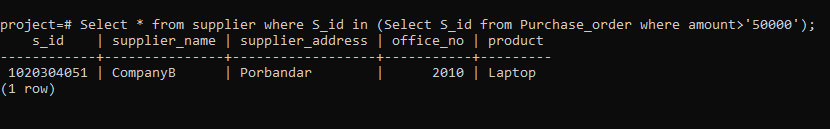 project=# Select * from supplier where S_id in (Select S_id from Purchase_order where amount>'50000');
    s_id    | supplier_name | supplier_address | office_no | product
------------+---------------+------------------+-----------+---------
 1020304051 | CompanyB      | Porbandar        |      2010 | Laptop
(1 row)